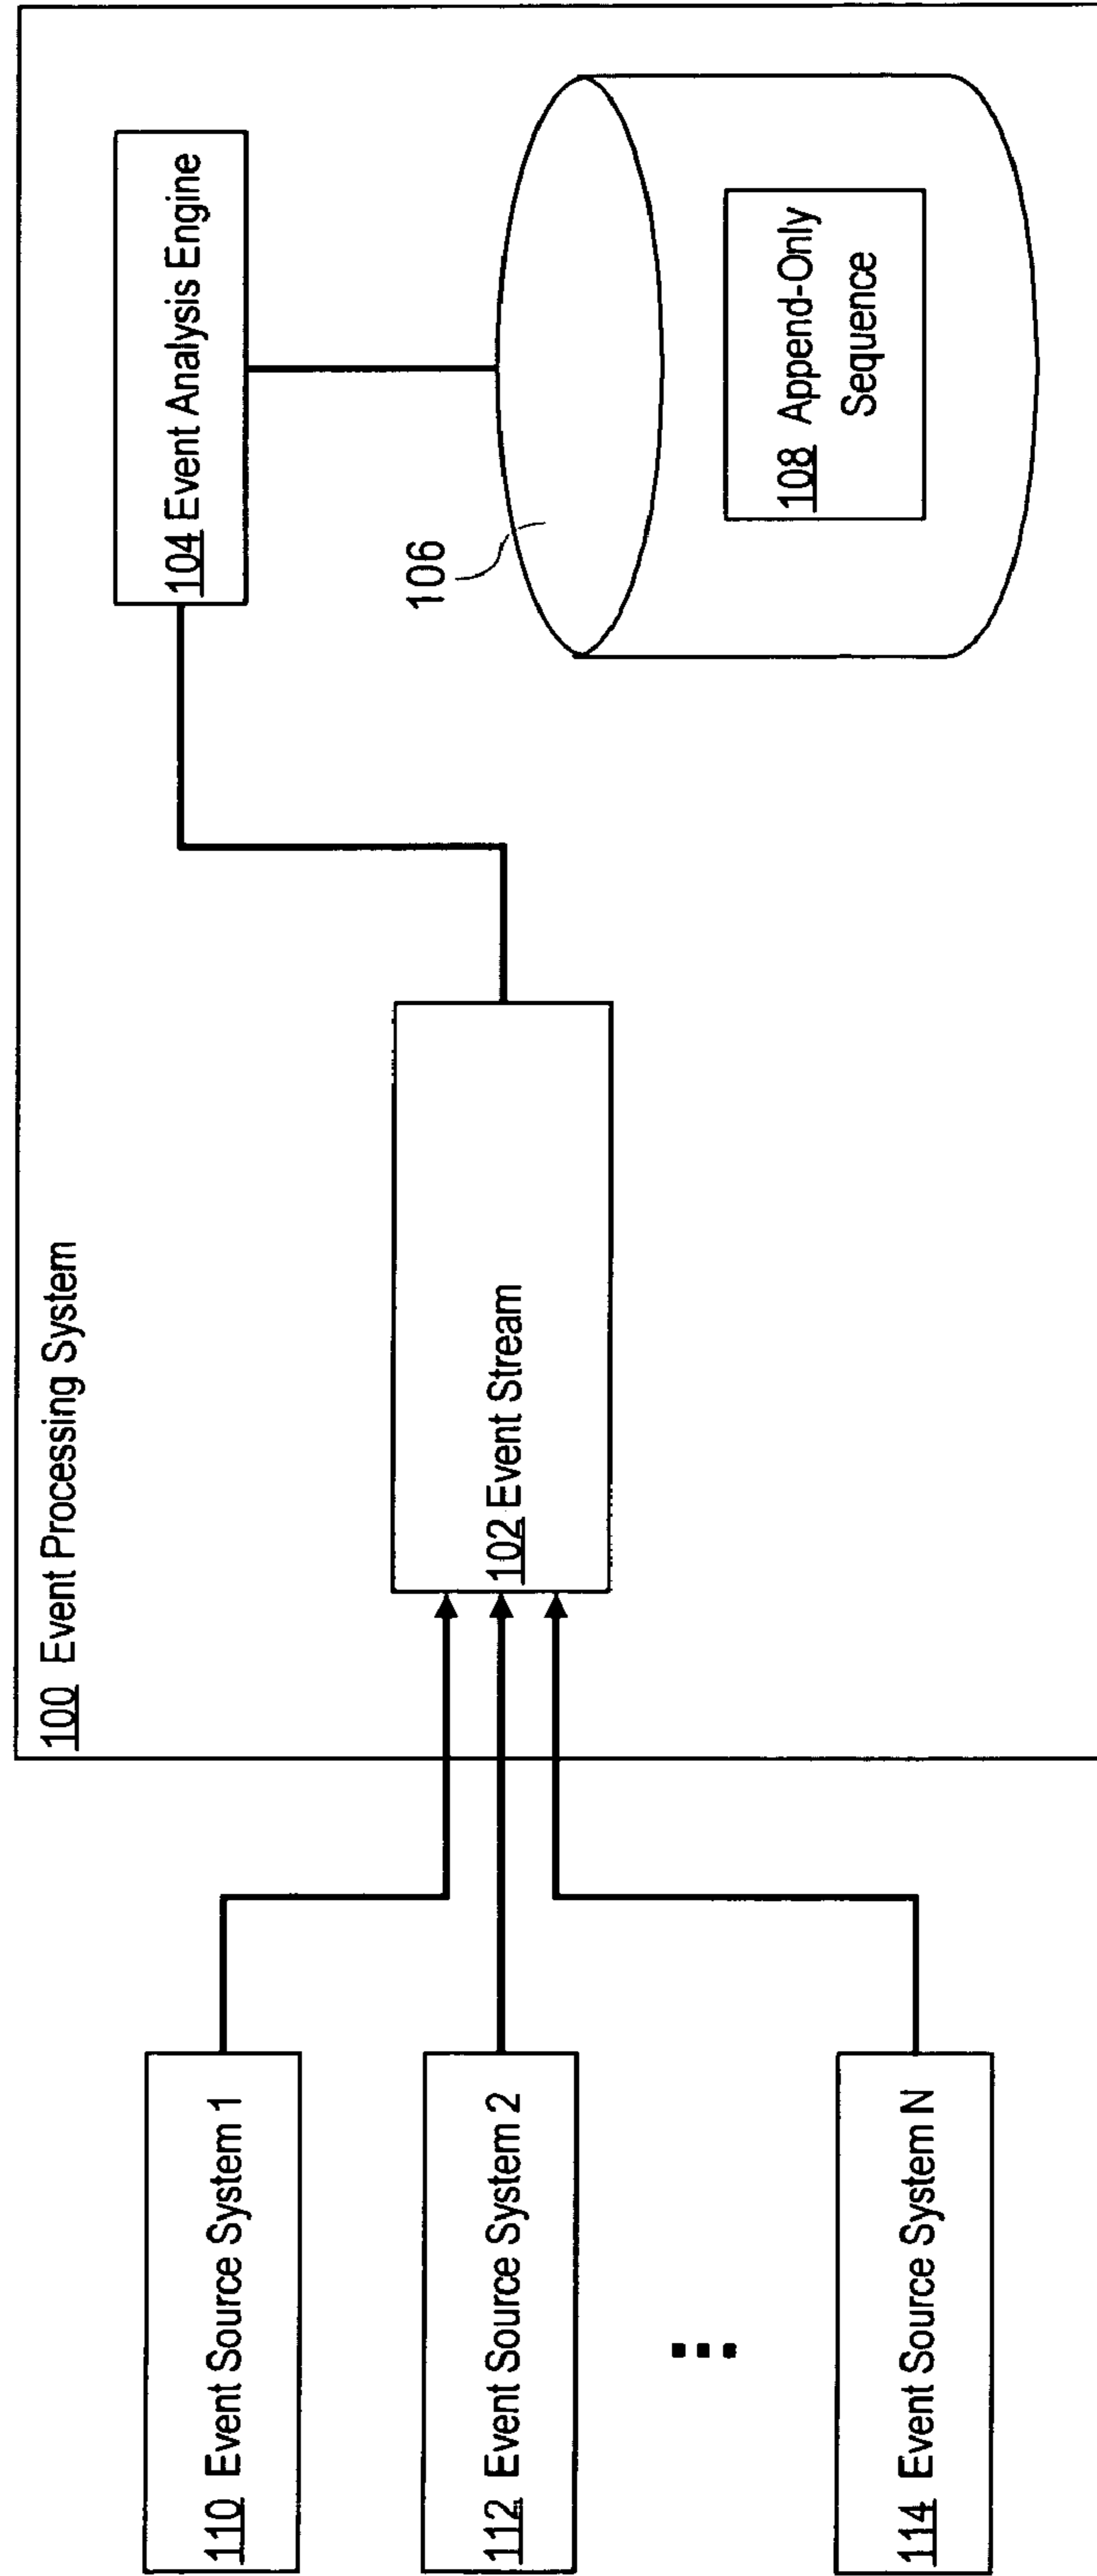 100 Event Processing System
104 Event Analysis Engine
106
108 Append-Only
Sequence
102 Event Stream
110 Event Source System 1
112 Event Source System 2
...
114 Event Source System N